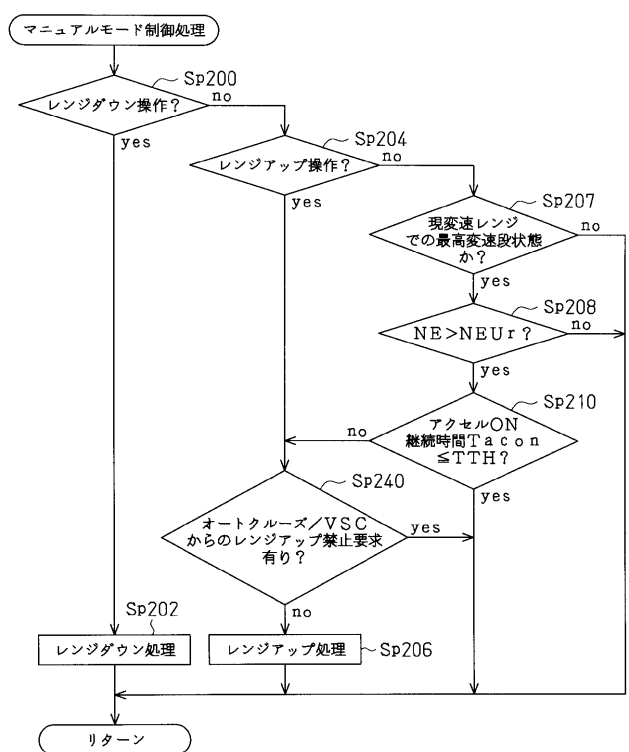 マニュアルモード制御処理
Sp200
レンジダウン操作?
no
yes
Sp204
レンジアップ操作?
no
yes
Sp207
現変速レンジ
での最高変速段状態
か?
no
yes
Sp208
NE>NEUr?
no
yes
Sp210
アクセルON
継続時間Tacon
≦TTH?
no
yes
Sp240
オートクルーズ/VSC
からのレンジアップ禁止要求
有り?
yes
no
Sp202
レンジダウン処理
レンジアップ処理
Sp206
リターン